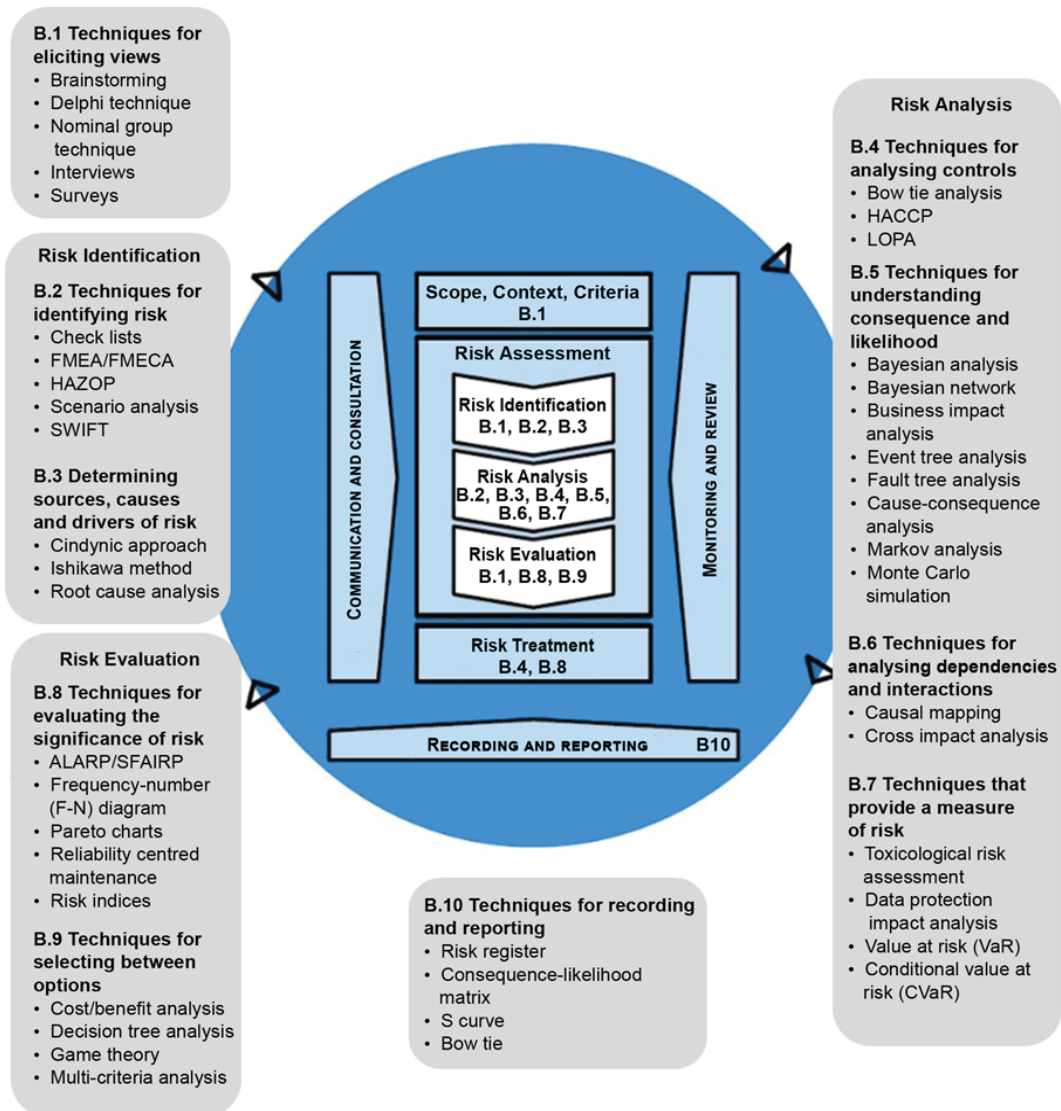 B.1 Techniques for
eliciting views
• Brainstorming
• Delphi technique
• Nominal group
technique
• Interviews
• Surveys
Risk Identification
B.2 Techniques for
identifying risk
• Check lists
• FMEA/FMECA
• HAZOP
• Scenario analysis
• SWIFT
B.3 Determining
sources, causes
and drivers of risk
• Cindynic approach
• Ishikawa method
• Root cause analysis
Risk Evaluation
B.8 Techniques for
evaluating the
significance of risk
• ALARP/SFAIRP
• Frequency-number
(F-N) diagram
• Pareto charts
• Reliability centred
maintenance
• Risk indices
B.9 Techniques for
selecting between
options
• Cost/benefit analysis
• Decision tree analysis
• Game theory
• Multi-criteria analysis
COMMUNICATION AND CONSULTATION
Scope, Context, Criteria
B.1
Risk Assessment
Risk Identification
B.1, B.2, B.3
Risk Analysis
B.2, B.3, B.4, B.5,
B.6, B.7
Risk Evaluation
B.1, B.8, B.9
Risk Treatment
B.4, B.8
MONITORING AND REVIEW
RECORDING AND REPORTING B10
B.10 Techniques for recording
and reporting
• Risk register
• Consequence-likelihood
matrix
• S curve
• Bow tie
Risk Analysis
B.4 Techniques for
analysing controls
• Bow tie analysis
• HACCP
• LOPA
B.5 Techniques for
understanding
consequence and
likelihood
• Bayesian analysis
• Bayesian network
• Business impact
analysis
• Event tree analysis
• Fault tree analysis
• Cause-consequence
analysis
• Markov analysis
• Monte Carlo
simulation
B.6 Techniques for
analysing dependencies
and interactions
• Causal mapping
• Cross impact analysis
B.7 Techniques that
provide a measure
of risk
• Toxicological risk
assessment
• Data protection
impact analysis
• Value at risk (VaR)
• Conditional value at
risk (CVaR)